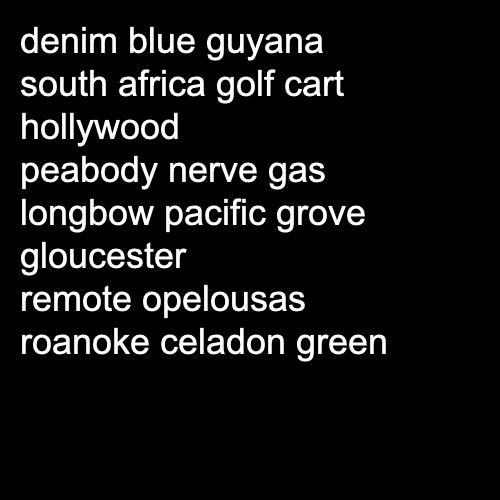 denim blue guyana
south africa golf cart
hollywood
peabody nerve gas
longbow pacific grove
gloucester
remote opelousas
roanoke celadon green